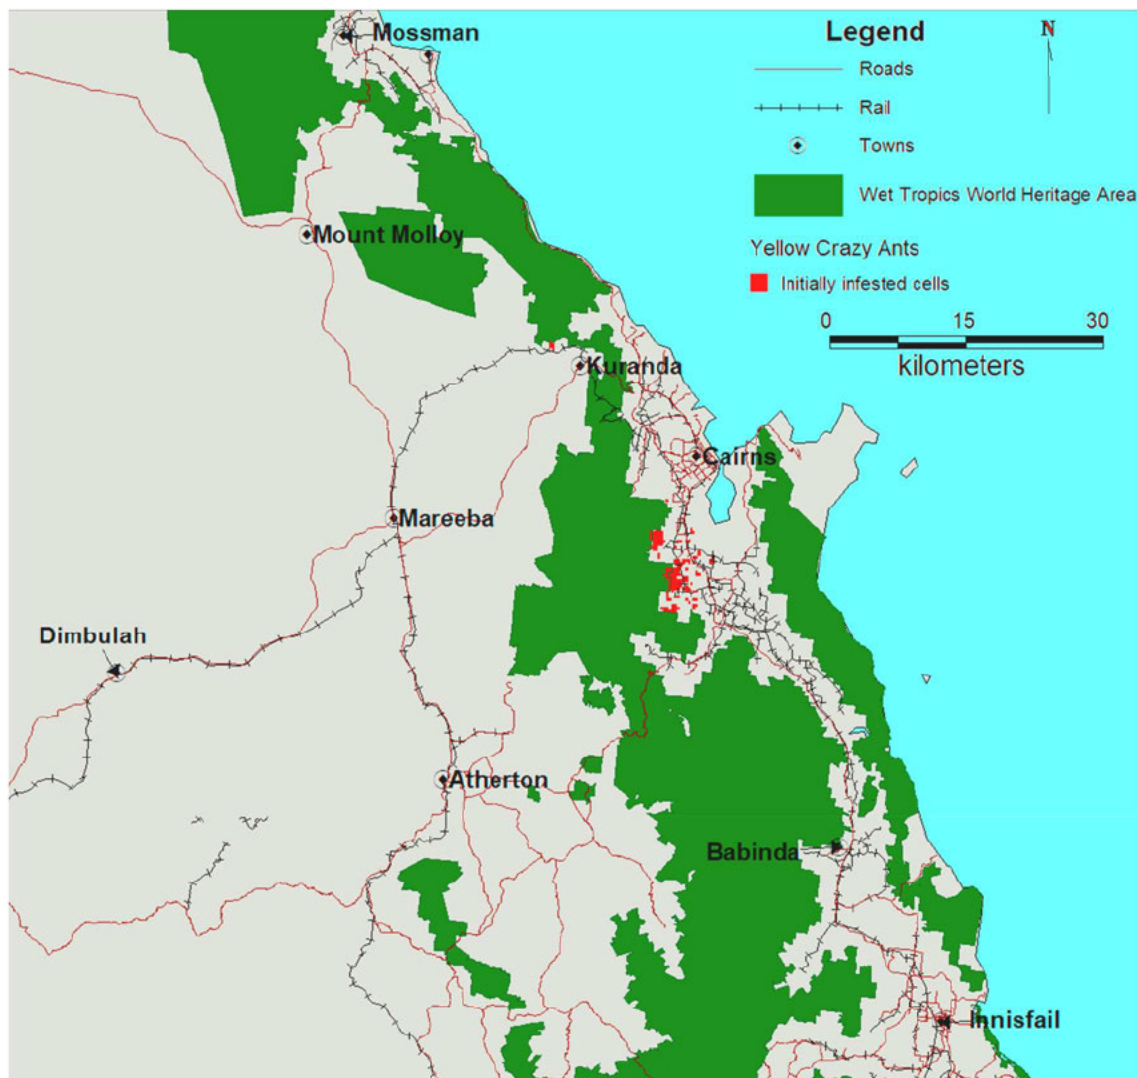 Mossman
Legend
N
Roads
Rail
Towns
Wet Tropics World Heritage Area
Yellow Crazy Ants
Initially infested cells
0 15 30
kilometers
Mount Molloy
Kuranda
Cairns
Mareeba
Dimbulah
Atherton
Babinda
Innisfail